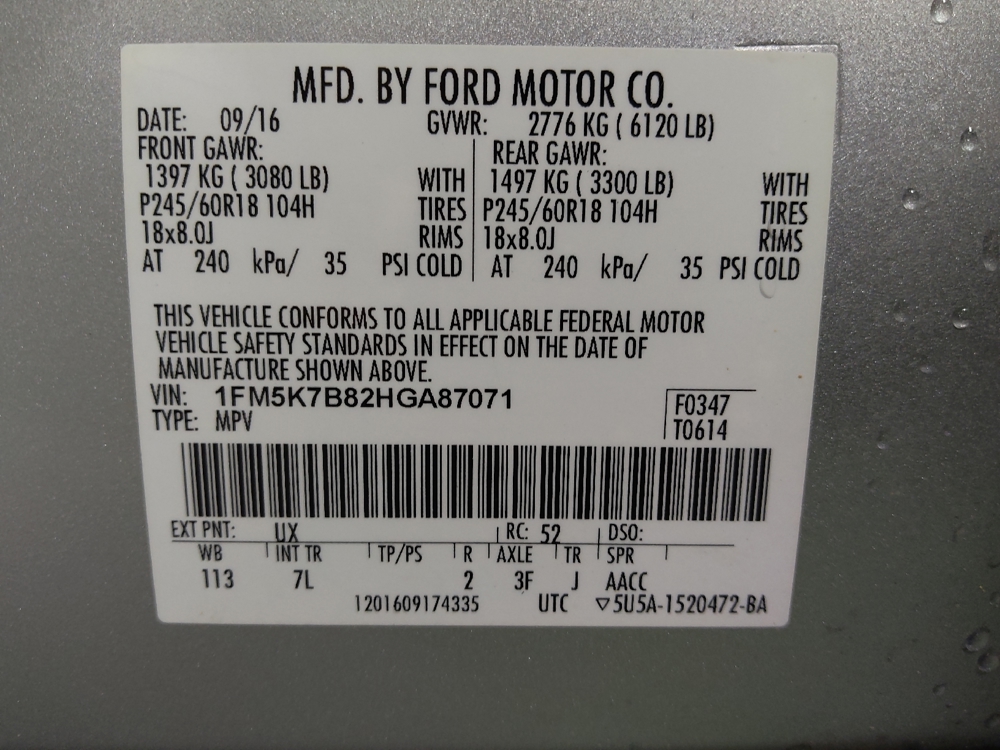 MFD. BY FORD MOTOR CO.
DATE: 09/16 GVWR: 2776 KG ( 6120 LB)
FRONT GAWR: REAR GAWR:
1397 KG ( 3080 LB) WITH 1497 KG ( 3300 LB) WITH
P245/60R18 104H TIRES P245/60R18 104H TIRES
18x8.0J RIMS 18x8.0J RIMS
AT 240 kPa/ 35 PSI COLD AT 240 kPa/ 35 PSI COLD
THIS VEHICLE CONFORMS TO ALL APPLICABLE FEDERAL MOTOR
VEHICLE SAFETY STANDARDS IN EFFECT ON THE DATE OF
MANUFACTURE SHOWN ABOVE.
VIN: 1FM5K7B82HGA87071 F0347
TYPE: MPV T0614
EXT PNT: UX RC: 52 DSO:
WB INT TR TP/PS R AXLE TR SPR
113 7L 2 3F J AACC
1201609174335 UTC ▽5U5A-1520472-BA